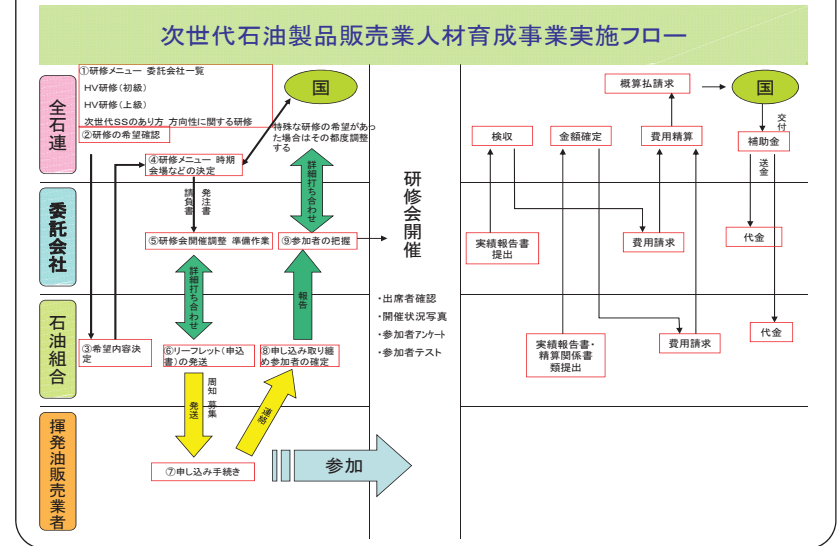 次世代石油製品販売業人材育成事業実施フロー
全石連
①研修メニュー 委託会社一覧
HV研修(初級)
HV研修(上級)
次世代SSのあり方 方向性に関する研修
②研修の希望確認
国
特殊な研修の希望があっ
た場合はその都度調整
する
④研修メニュー 時期
会場などの決定
発注書
請負書
詳細打ち合わせ
委託会社
⑤研修会開催調整 準備作業
⑨参加者の把握
詳細打ち合わせ
報告
石油組合
③希望内容決
定
⑥リーフレット(申込
書)の発送
⑧申し込み取り纏
め参加者の確定
周知 募集
発送
連絡
揮発油販売業者
⑦申し込み手続き
参加
研修会開催
・出席者確認
・開催状況写真
・参加者アンケート
・参加者テスト
概算払請求
国
交付
検収
金額確定
費用精算
補助金
送金
実績報告書
提出
費用請求
代金
実績報告書・
精算関係書
類提出
費用請求
代金